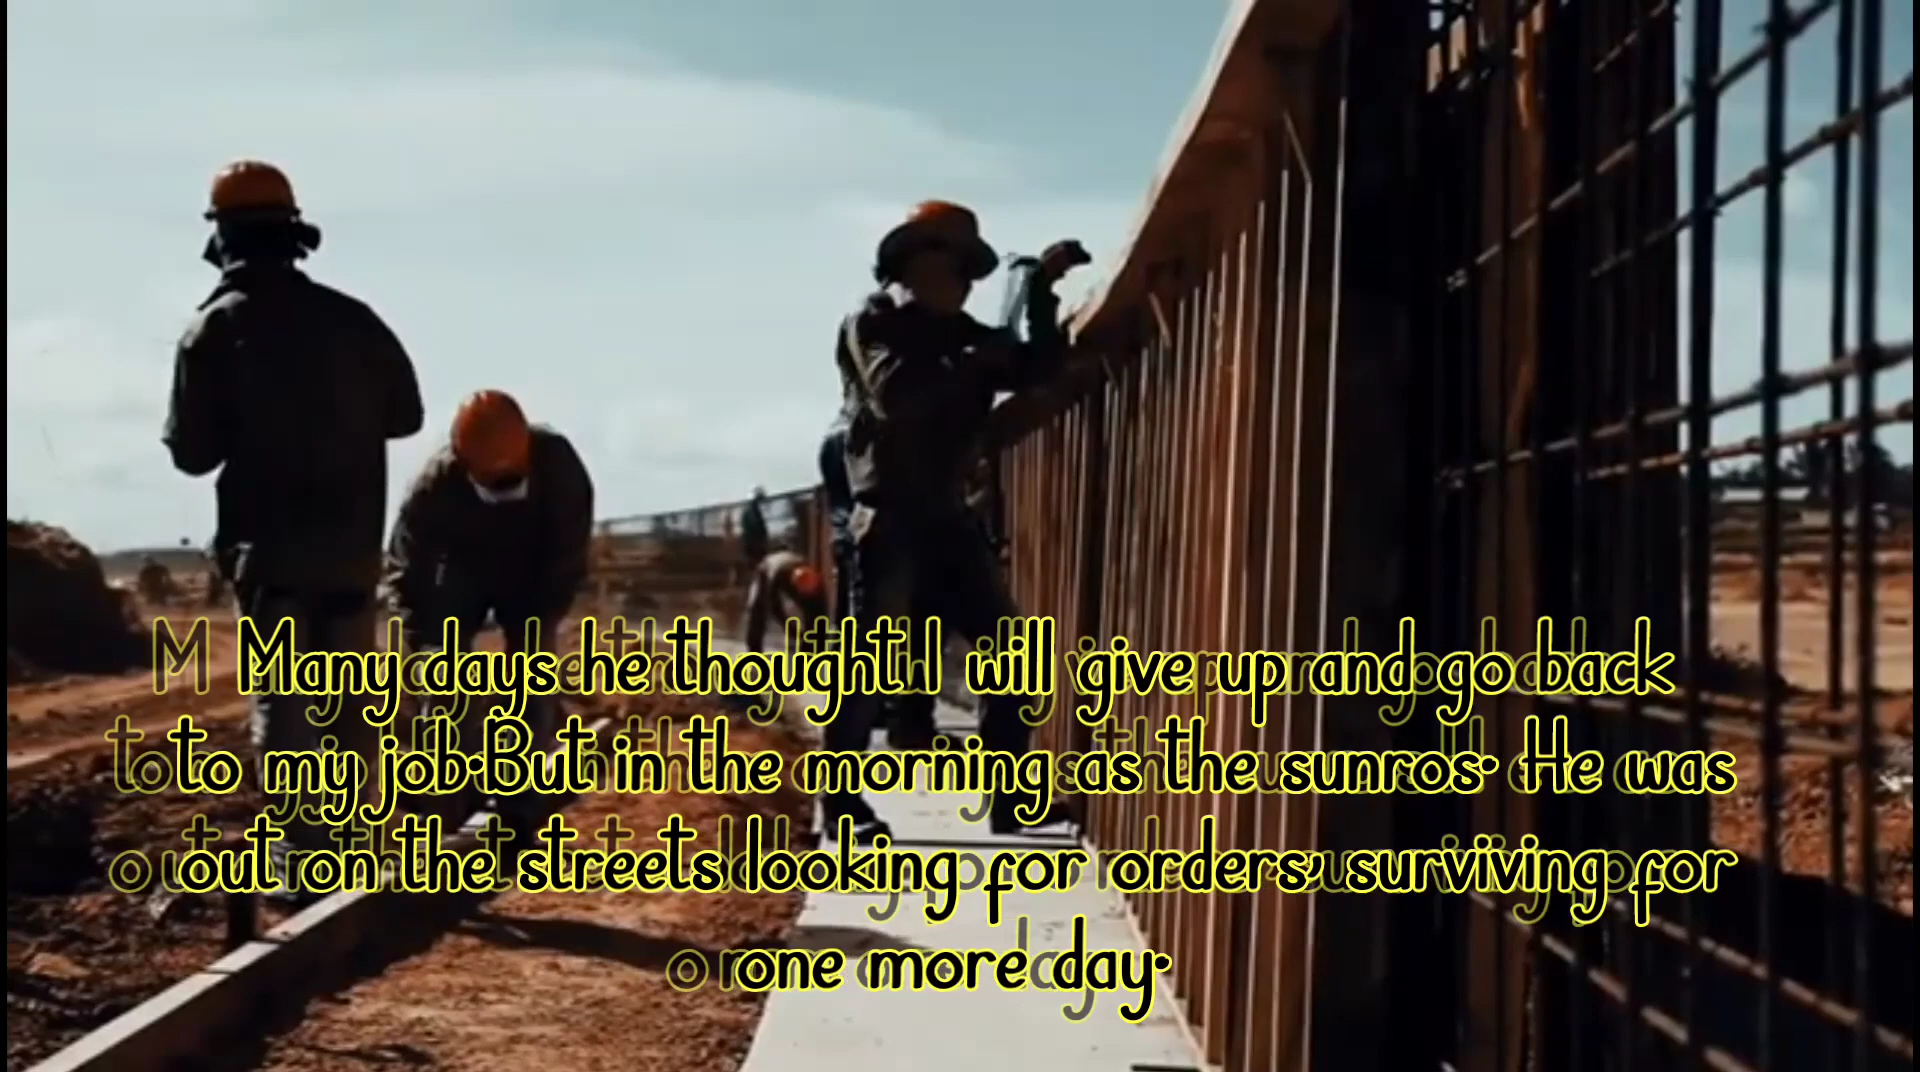 Many days he thought I will give up and go back
to my job.But in the morning as the sunros. He was
out on the streets looking for orders, surviving for
one more day.